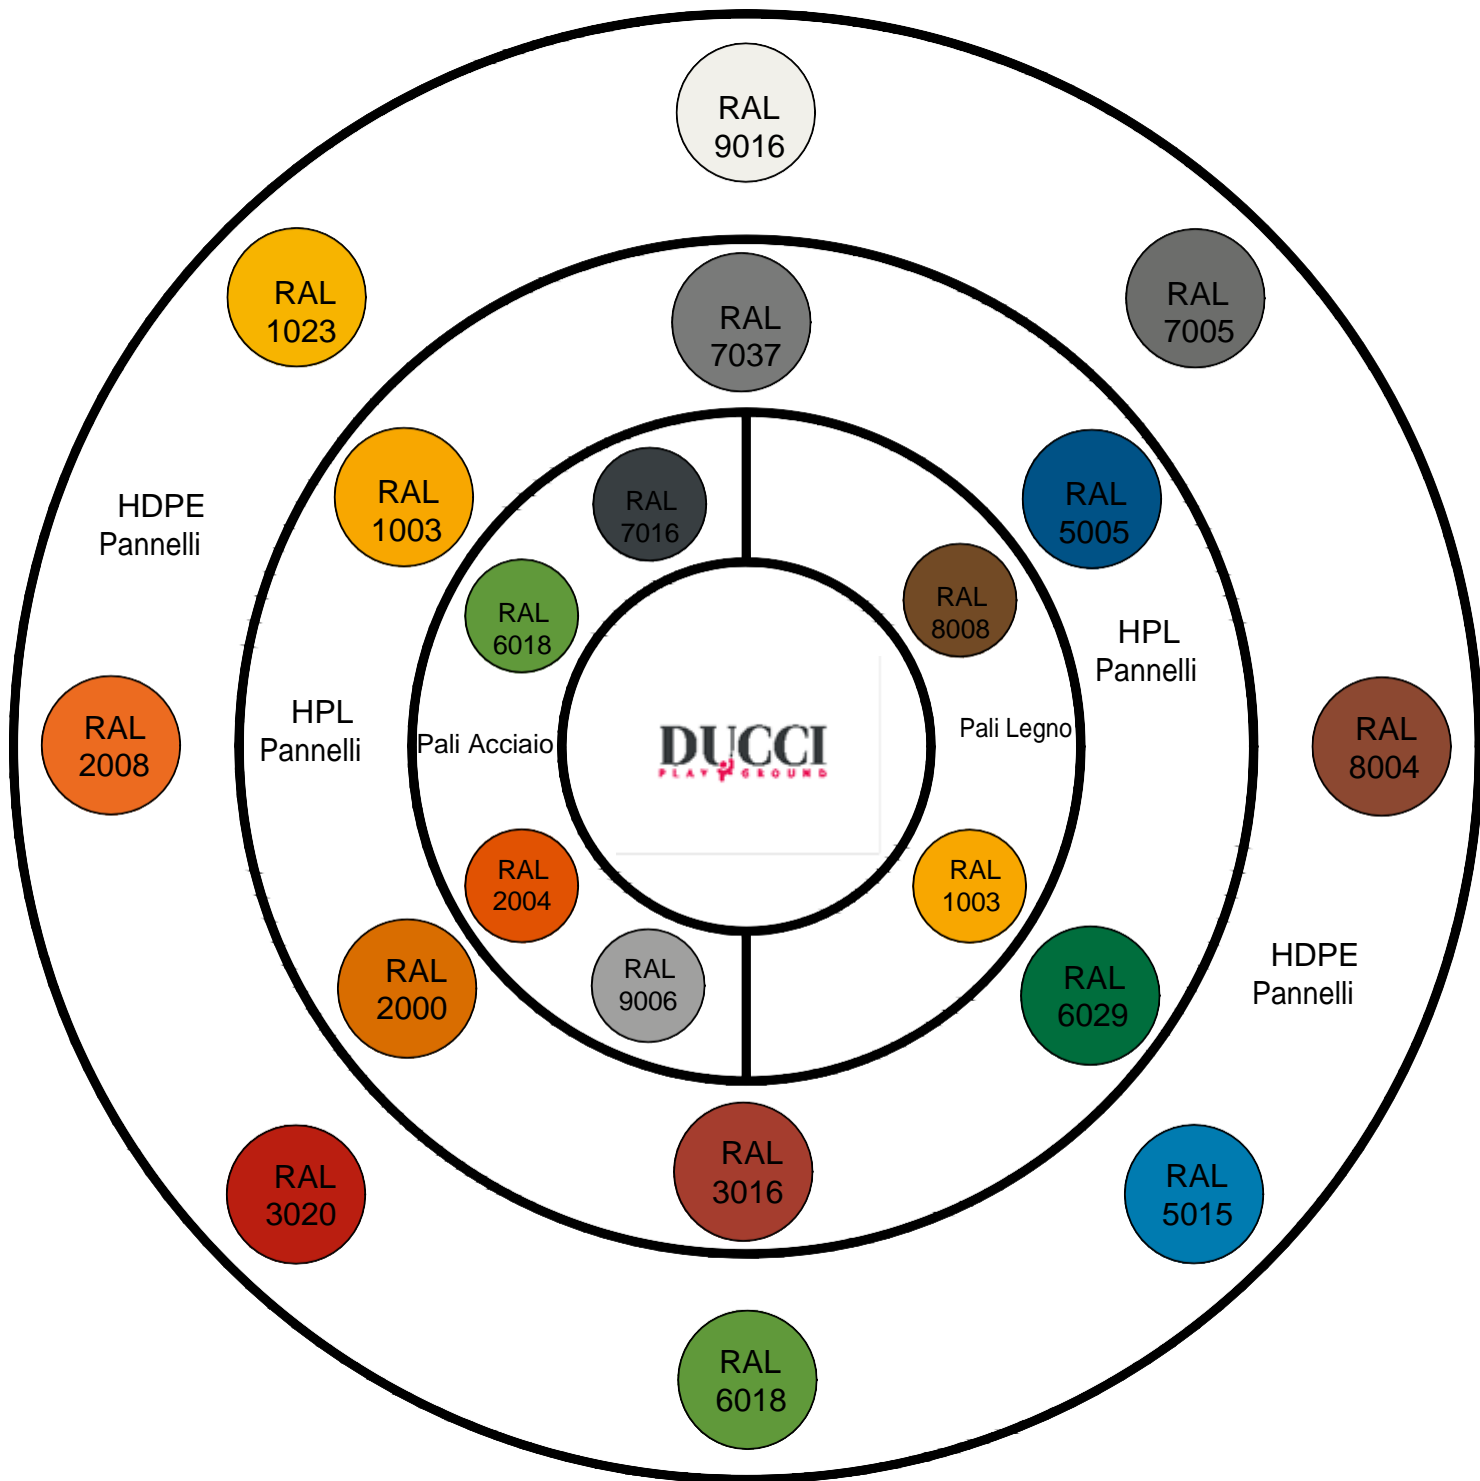 RAL
9016
RAL
1023
RAL
7005
RAL
7037
RAL
1003
RAL
5005
HDPE
Pannelli
RAL
7016
RAL
8008
RAL
6018
HPL
Pannelli
RAL
2008
HPL
Pannelli
Pali Acciaio
DUCCI
PLAYGROUND
Pali Legno
RAL
8004
RAL
2004
RAL
1003
RAL
2000
RAL
9006
RAL
6029
HDPE
Pannelli
RAL
3016
RAL
3020
RAL
5015
RAL
6018